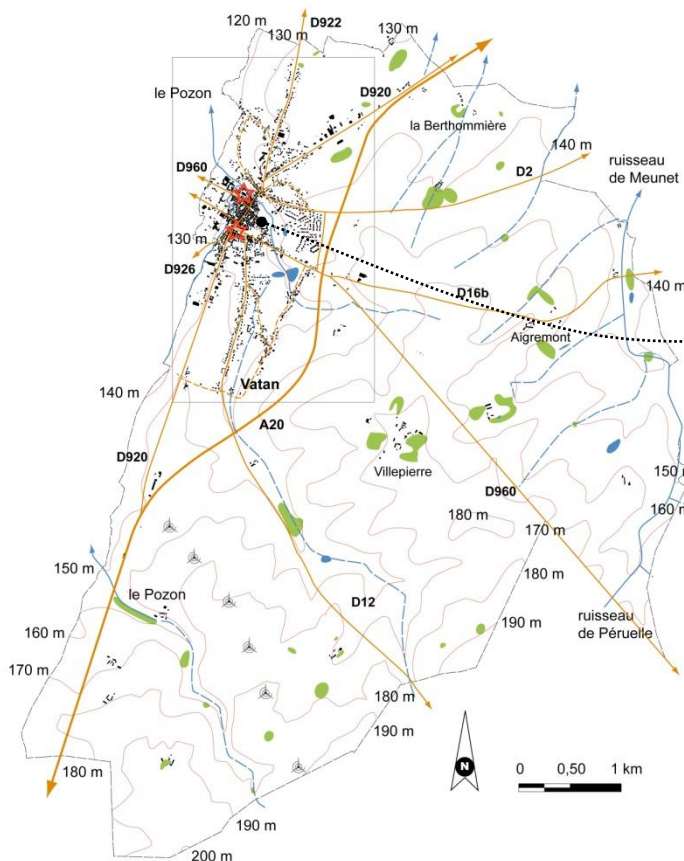 120 m
D922
130 m
130 m
le Pozon
D920
la Berthommière
140 m
D960
D2
ruisseau
de Meunet
130 m
D926
D16b
140 m
Aigremont
Vatan
140 m
A20
D920
Villepierre
D960
150 m
180 m
160 m
170 m
150 m
180 m
le Pozon
D12
190 m
ruisseau
de Péruelle
160 m
170 m
180 m
190 m
180 m
N
0 0,50 1 km
190 m
200 m